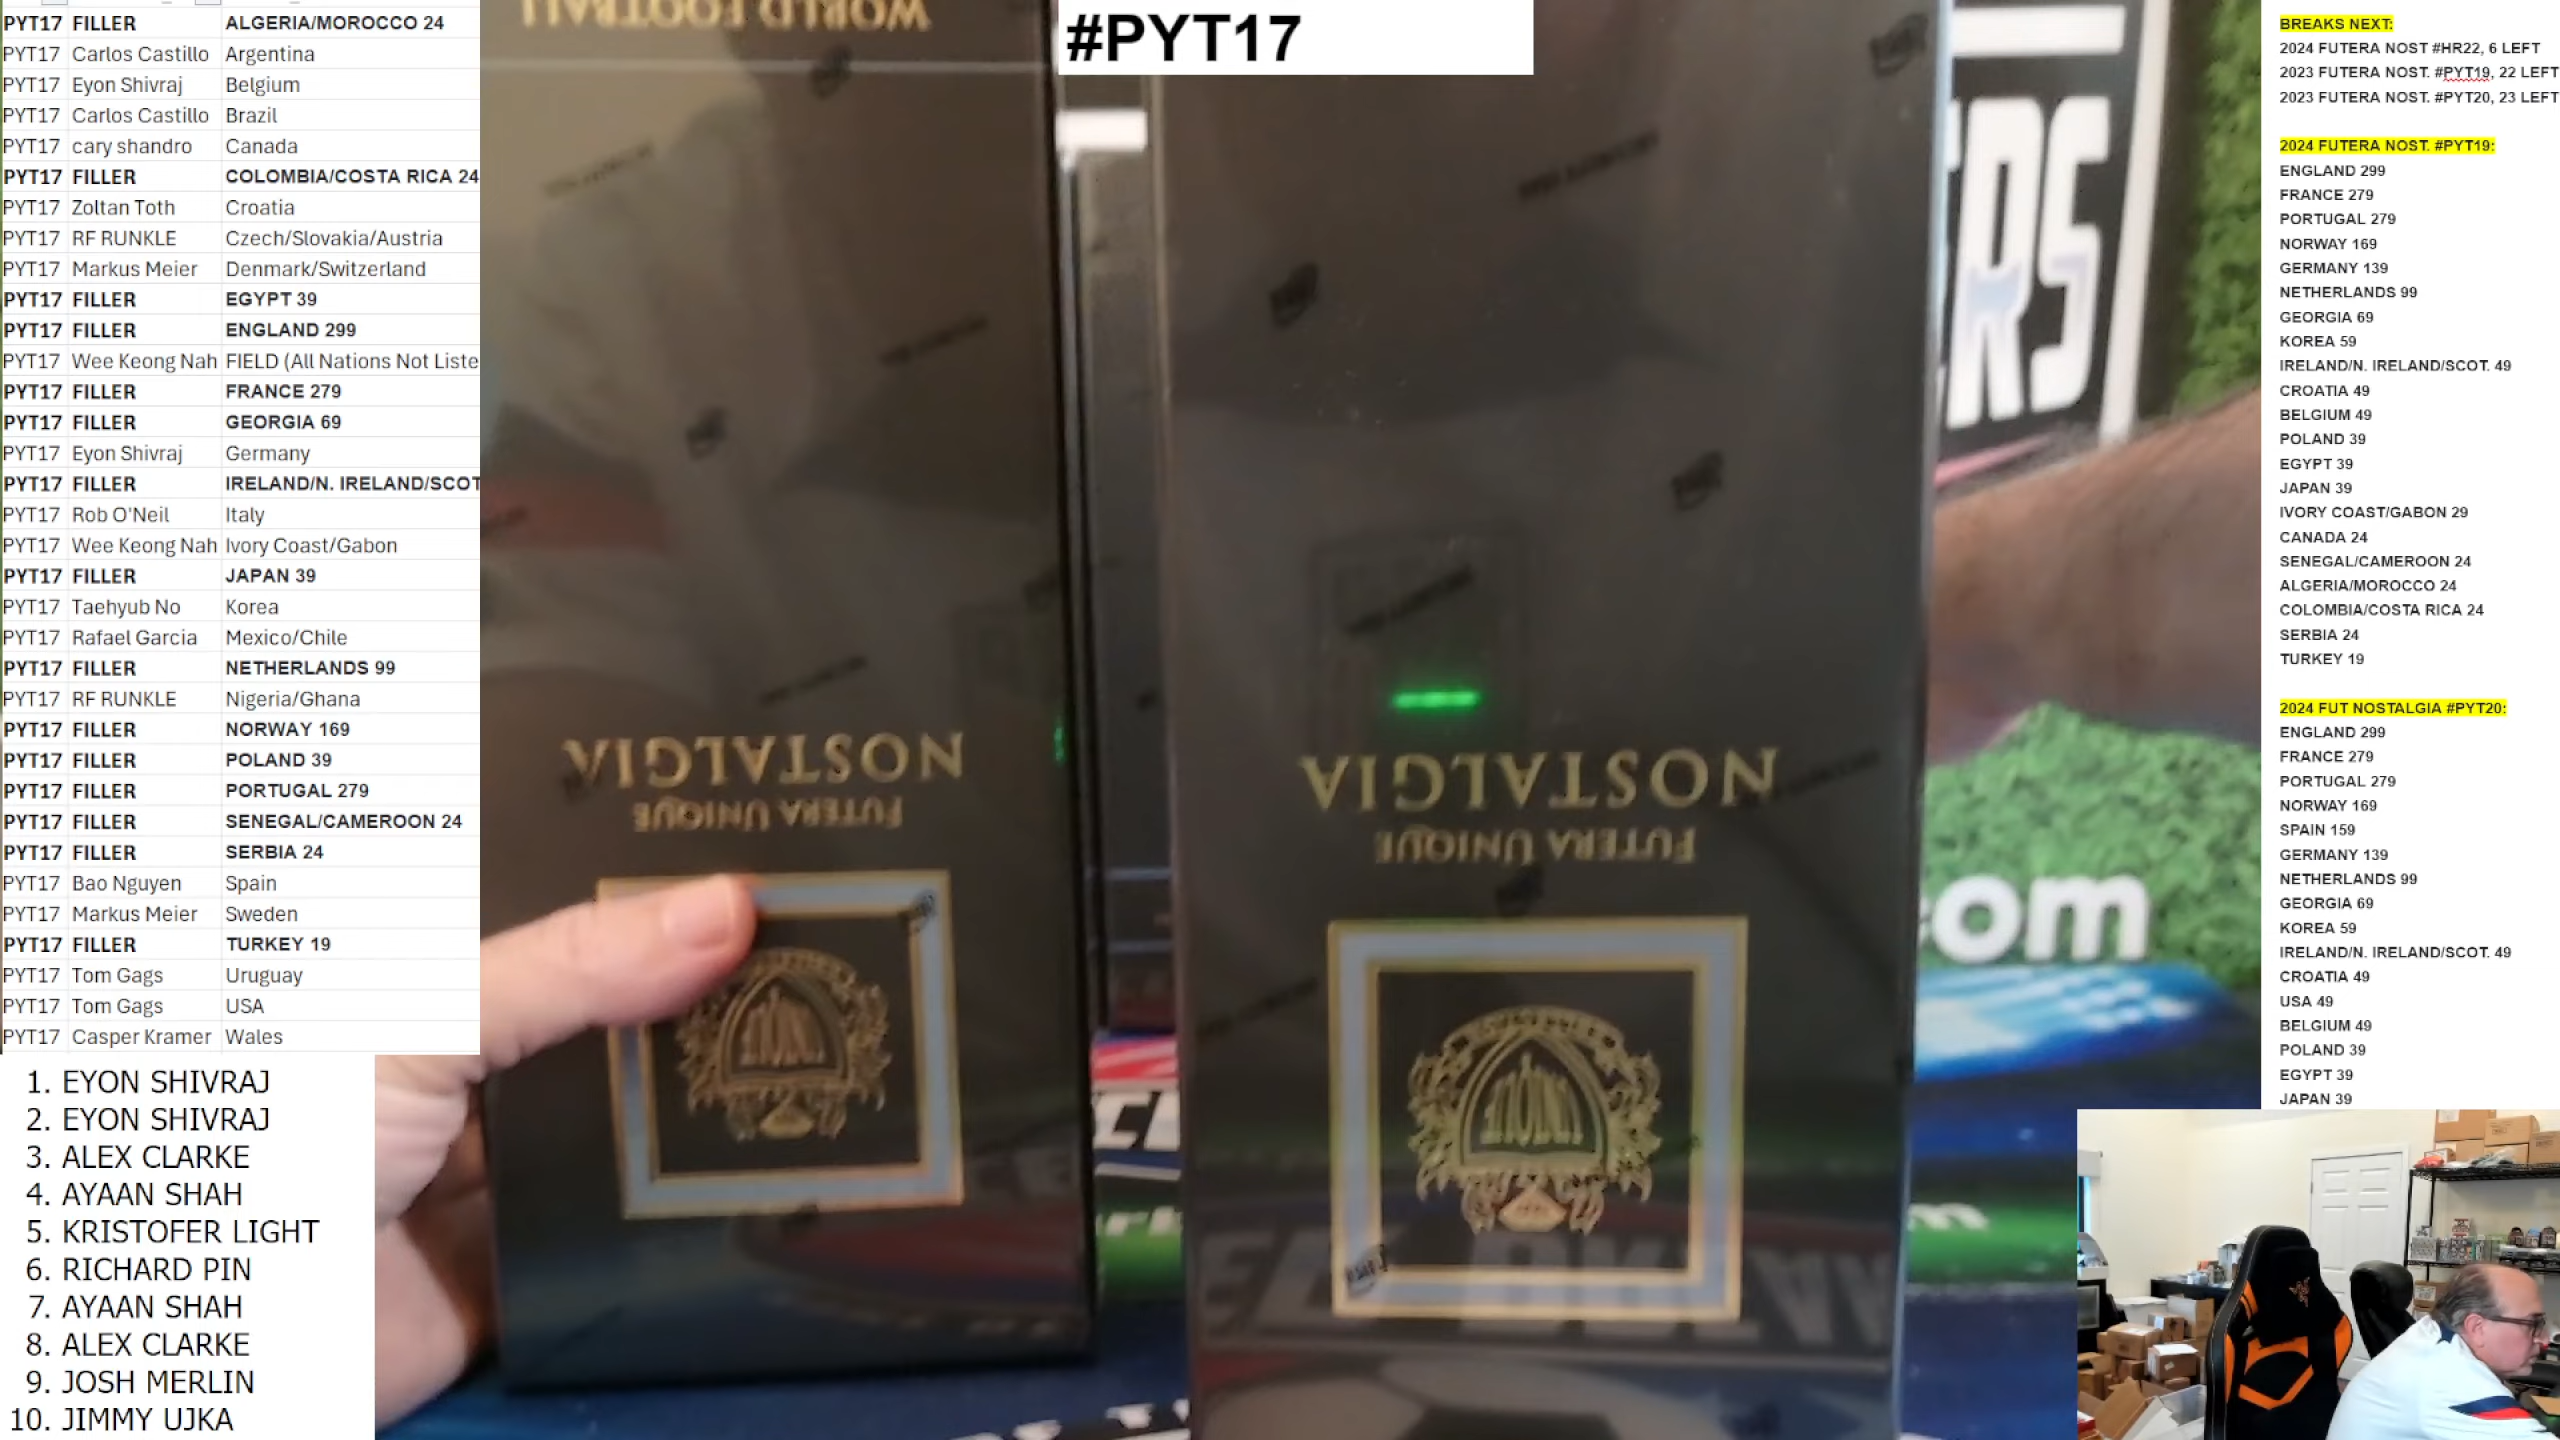 PYT17 FILLER ALGERIA/MOROCCO 24
PYT17 Carlos Castillo Argentina
PYT17 Eyon Shivraj Belgium
PYT17 Carlos Castillo Brazil
PYT17 cary shandro Canada
PYT17 FILLER COLOMBIA/COSTA RICA 24
PYT17 Zoltan Toth Croatia
PYT17 RF RUNKLE Czech/Slovakia/Austria
PYT17 Markus Meier Denmark/Switzerland
PYT17 FILLER EGYPT 39
PYT17 FILLER ENGLAND 299
PYT17 Wee Keong Nah FIELD (All Nations Not Liste
PYT17 FILLER FRANCE 279
PYT17 FILLER GEORGIA 69
PYT17 Eyon Shivraj Germany
PYT17 FILLER IRELAND/N. IRELAND/SCOT
PYT17 Rob O'Neil Italy
PYT17 Wee Keong Nah Ivory Coast/Gabon
PYT17 FILLER JAPAN 39
PYT17 Taehyub No Korea
PYT17 Rafael Garcia Mexico/Chile
PYT17 FILLER NETHERLANDS 99
PYT17 RF RUNKLE Nigeria/Ghana
PYT17 FILLER NORWAY 169
PYT17 FILLER POLAND 39
PYT17 FILLER PORTUGAL 279
PYT17 FILLER SENEGAL/CAMEROON 24
PYT17 FILLER SERBIA 24
PYT17 Bao Nguyen Spain
PYT17 Markus Meier Sweden
PYT17 FILLER TURKEY 19
PYT17 Tom Gags Uruguay
PYT17 Tom Gags USA
PYT17 Casper Kramer Wales
1. EYON SHIVRAJ
2. EYON SHIVRAJ
3. ALEX CLARKE
4. AYAAN SHAH
5. KRISTOFER LIGHT
6. RICHARD PIN
7. AYAAN SHAH
8. ALEX CLARKE
9. JOSH MERLIN
10. JIMMY UJKA
#PYT17
WORLD FOOTBALL
NOSTALGIA
FUTERA UNIQUE
NOSTALGIA
FUTERA UNIQUE
ERS
com
BREAKS NEXT:
2024 FUTERA NOST #HR22, 6 LEFT
2023 FUTERA NOST. #PYT19, 22 LEFT
2023 FUTERA NOST. #PYT20, 23 LEFT
2024 FUTERA NOST. #PYT19:
ENGLAND 299
FRANCE 279
PORTUGAL 279
NORWAY 169
GERMANY 139
NETHERLANDS 99
GEORGIA 69
KOREA 59
IRELAND/N. IRELAND/SCOT. 49
CROATIA 49
BELGIUM 49
POLAND 39
EGYPT 39
JAPAN 39
IVORY COAST/GABON 29
CANADA 24
SENEGAL/CAMEROON 24
ALGERIA/MOROCCO 24
COLOMBIA/COSTA RICA 24
SERBIA 24
TURKEY 19
2024 FUT NOSTALGIA #PYT20:
ENGLAND 299
FRANCE 279
PORTUGAL 279
NORWAY 169
SPAIN 159
GERMANY 139
NETHERLANDS 99
GEORGIA 69
KOREA 59
IRELAND/N. IRELAND/SCOT. 49
CROATIA 49
USA 49
BELGIUM 49
POLAND 39
EGYPT 39
JAPAN 39